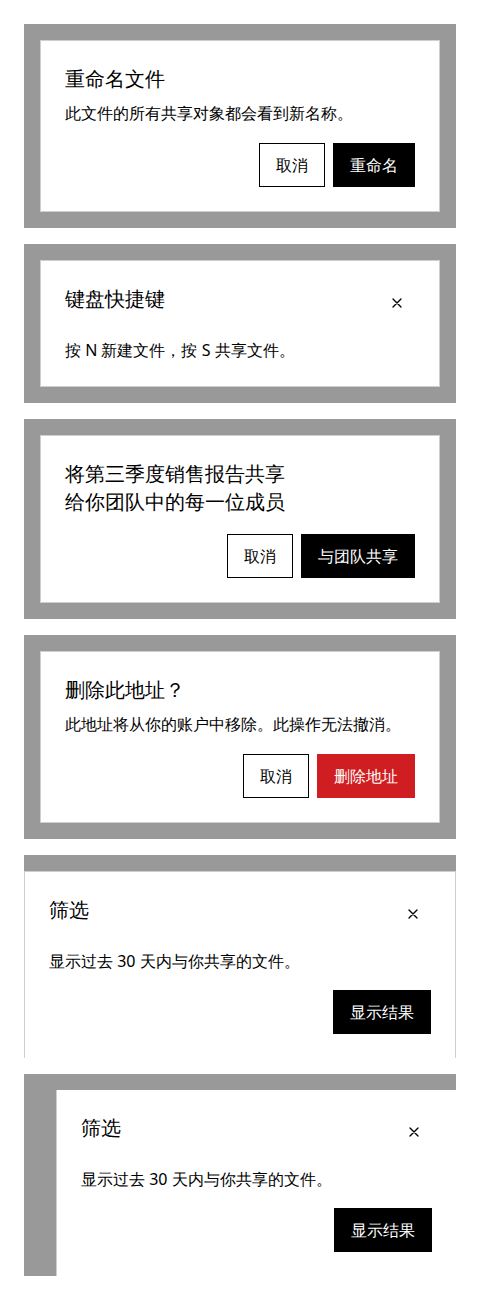 重命名文件
此文件的所有共享对象都会看到新名称。
取消
重命名
键盘快捷键
按 N 新建文件，按 S 共享文件。
将第三季度销售报告共享
给你团队中的每一位成员
取消
与团队共享
删除此地址？
此地址将从你的账户中移除。此操作无法撤消。
取消
删除地址
筛选
显示过去 30 天内与你共享的文件。
显示结果
筛选
显示过去 30 天内与你共享的文件。
显示结果